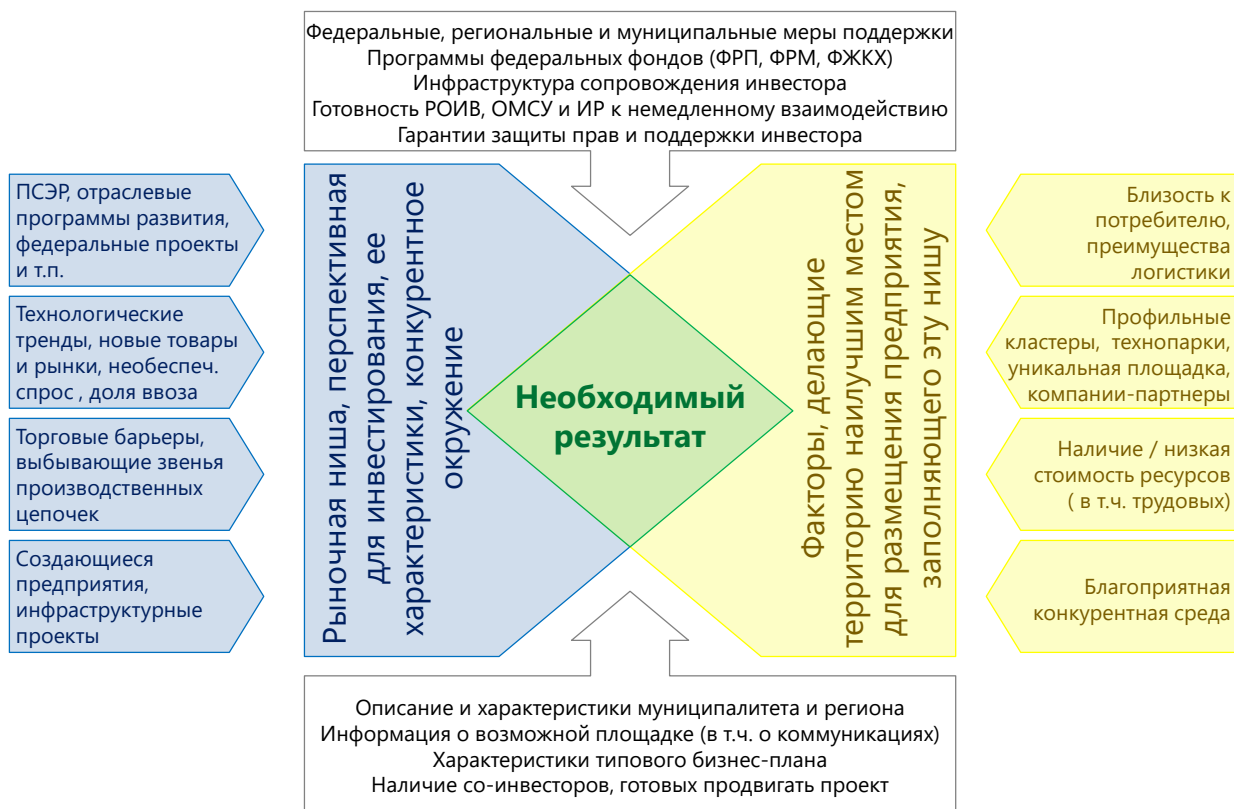 Федеральные, региональные и муниципальные меры поддержки
Программы федеральных фондов (ФРП, ФРМ, ФЖКХ)
Инфраструктура сопровождения инвестора
Готовность РОИВ, ОМСУ и ИР к немедленному взаимодействию
Гарантии защиты прав и поддержки инвестора
ПСЭР, отраслевые
программы развития,
федеральные проекты
и т.п.
Технологические
тренды, новые товары
и рынки, необеспеч.
спрос , доля ввоза
Торговые барьеры,
выбывающие звенья
производственных
цепочек
Создающиеся
предприятия,
инфраструктурные
проекты
Рыночная ниша, перспективная
для инвестирования, ее
характеристики, конкурентное
окружение
Необходимый
результат
Факторы, делающие
территорию наилучшим местом
для размещения предприятия,
заполняющего эту нишу
Близость к
потребителю,
преимущества
логистики
Профильные
кластеры, технопарки,
уникальная площадка,
компании-партнеры
Наличие / низкая
стоимость ресурсов
( в т.ч. трудовых)
Благоприятная
конкурентная среда
Описание и характеристики муниципалитета и региона
Информация о возможной площадке (в т.ч. о коммуникациях)
Характеристики типового бизнес-плана
Наличие со-инвесторов, готовых продвигать проект